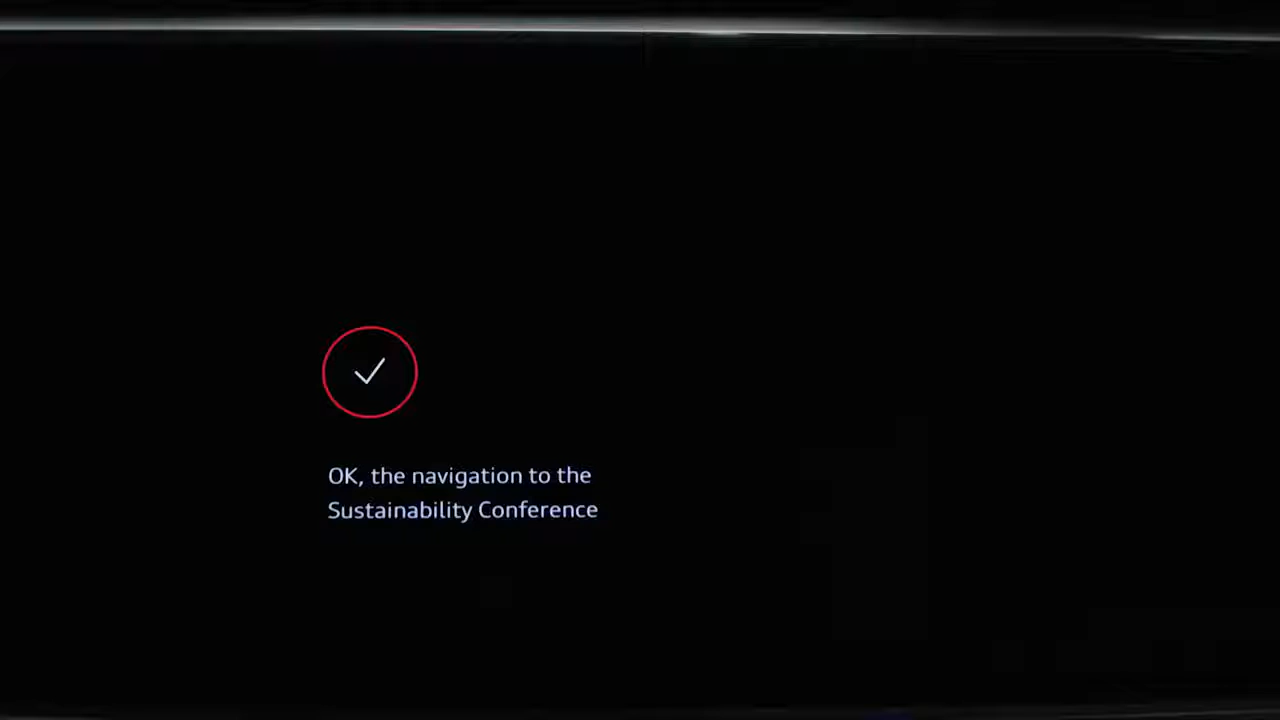 OK, the navigation to the
Sustainability Conference